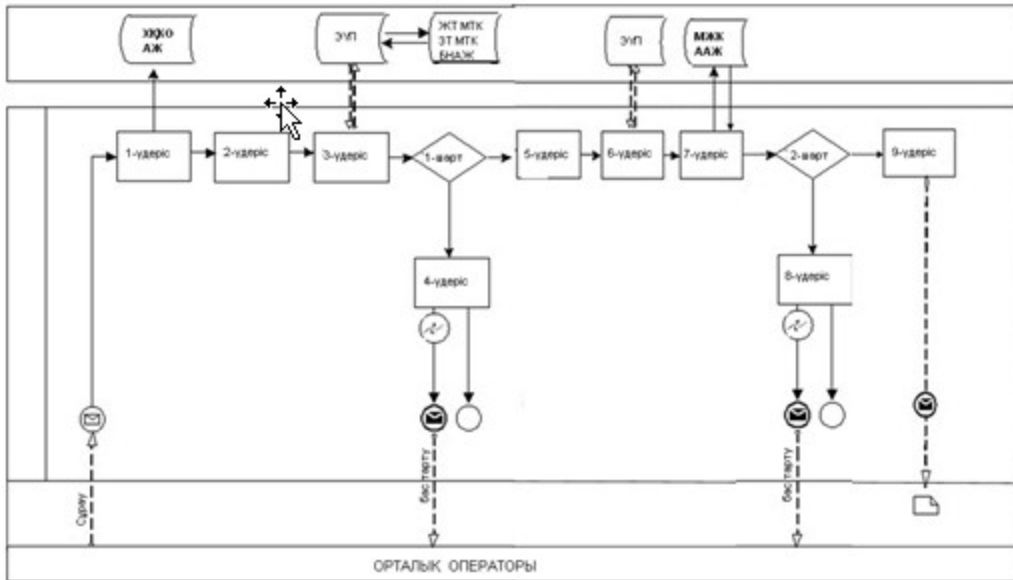 ХҚКО
АЖ
ЭҮП
ЖТ МТК
ЗТ МТК
БНАЖ
ЭҮП
МЖК
ААЖ
1-үдеріс
2-үдеріс
3-үдеріс
1-шарт
5-үдеріс
6-үдеріс
7-үдеріс
2-шарт
9-үдеріс
4-үдеріс
8-үдеріс
Сұрау
бас тарту
бас тарту
ОРТАЛЫҚ ОПЕРАТОРЫ